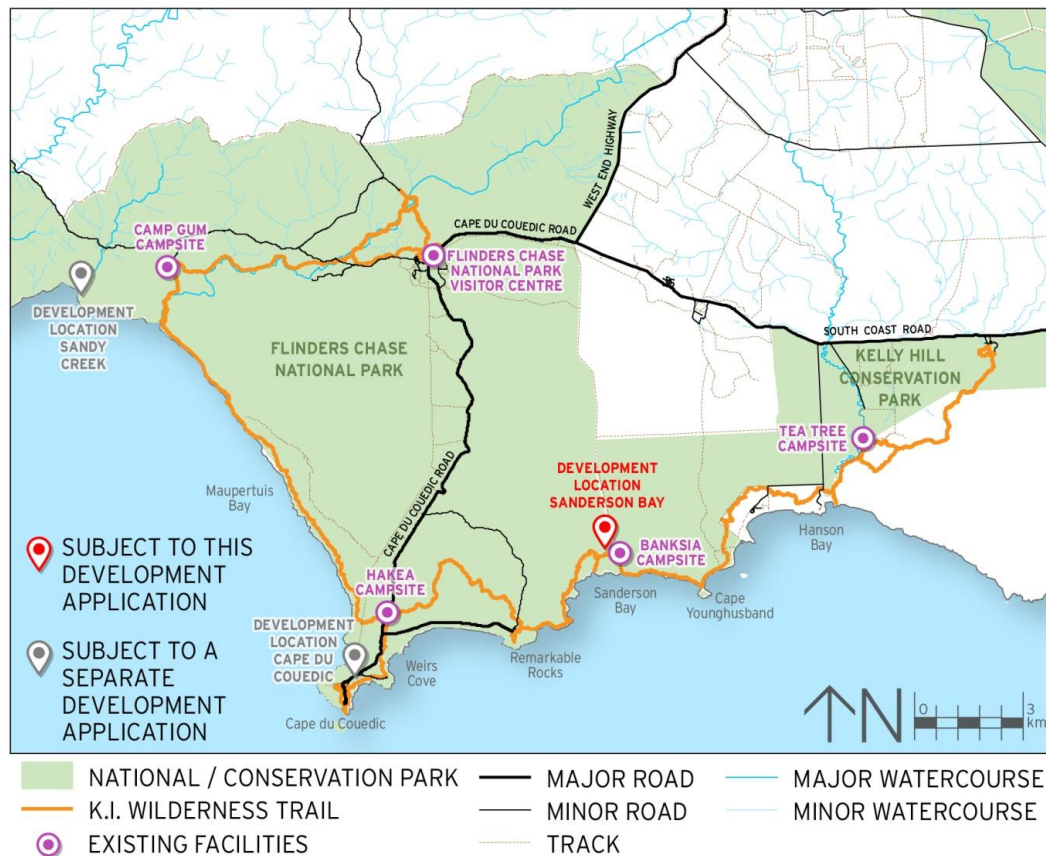 WEST END HIGHWAY
CAPE DU COUEDIC ROAD
CAMP GUM
CAMPSITE
FLINDERS CHASE
NATIONAL PARK
VISITOR CENTRE
DEVELOPMENT
LOCATION
SANDY
CREEK
FLINDERS CHASE
NATIONAL PARK
SOUTH COAST ROAD
KELLY HILL
CONSERVATION
PARK
TEA TREE
CAMPSITE
CAPE DU COUEDIC ROAD
DEVELOPMENT
LOCATION
SANDERSON BAY
Maupertuis
Bay
Hanson
Bay
BANKSIA
CAMPSITE
HAKEA
CAMPSITE
Sanderson
Bay
Cape
Younghusband
DEVELOPMENT
LOCATION
CAPE DU
COUEDIC
Weirs
Cove
Remarkable
Rocks
Cape du Couedic
SUBJECT TO THIS
DEVELOPMENT
APPLICATION
SUBJECT TO A
SEPARATE
DEVELOPMENT
APPLICATION
N
0 3
km
NATIONAL / CONSERVATION PARK
MAJOR ROAD
MAJOR WATERCOURSE
K.I. WILDERNESS TRAIL
MINOR ROAD
MINOR WATERCOURSE
EXISTING FACILITIES
TRACK